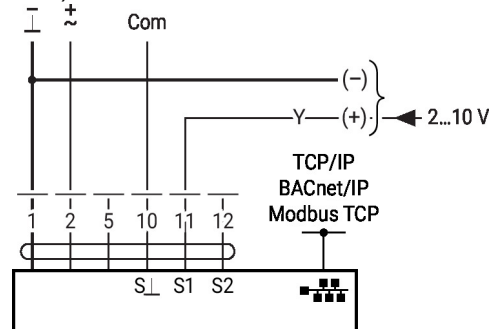 – +
⊥ ~
Com
(–)
Y (+) 2...10 V
TCP/IP
BACnet/IP
Modbus TCP
1 2 5 10 11 12
S⊥ S1 S2